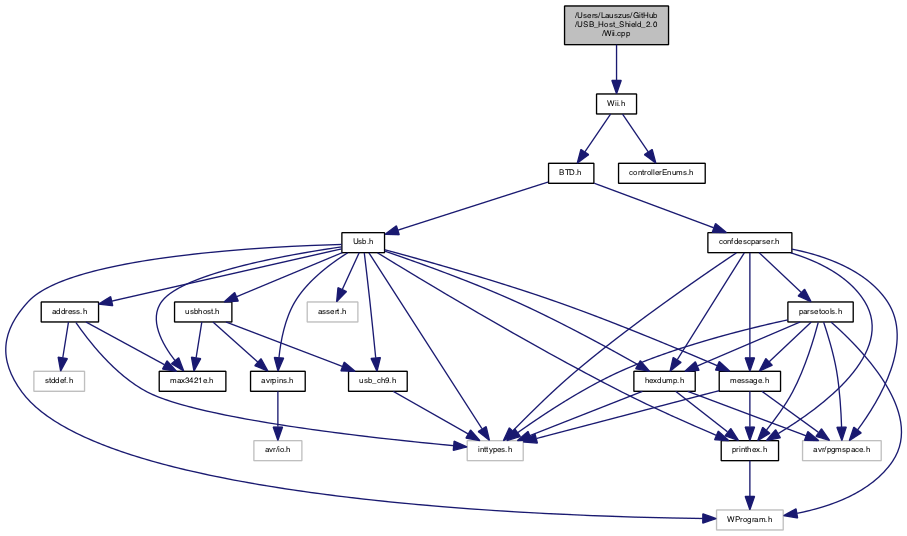 /Users/Lauszus/GitHub
/USB_Host_Shield_2.0
/Wii.cpp
Wii.h
BTD.h
controllerEnums.h
Usb.h
confdescparser.h
address.h
usbhost.h
assert.h
parsetools.h
stddef.h
max3421e.h
avrpins.h
usb_ch9.h
hexdump.h
message.h
avr/io.h
inttypes.h
printhex.h
avr/pgmspace.h
WProgram.h